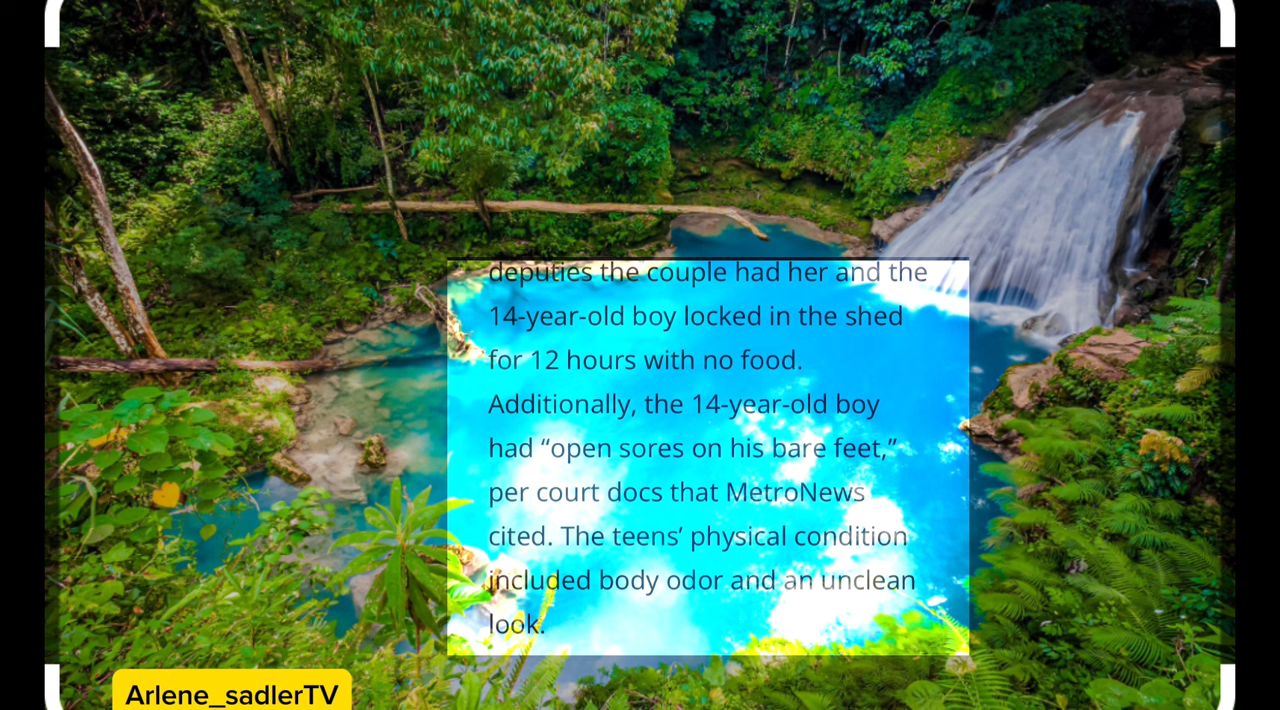 deputies the couple had her and the
14-year-old boy locked in the shed
for 12 hours with no food.
Additionally, the 14-year-old boy
had “open sores on his bare feet,”
per court docs that MetroNews
cited. The teens’ physical condition
included body odor and an unclean
look.
Arlene_sadlerTV